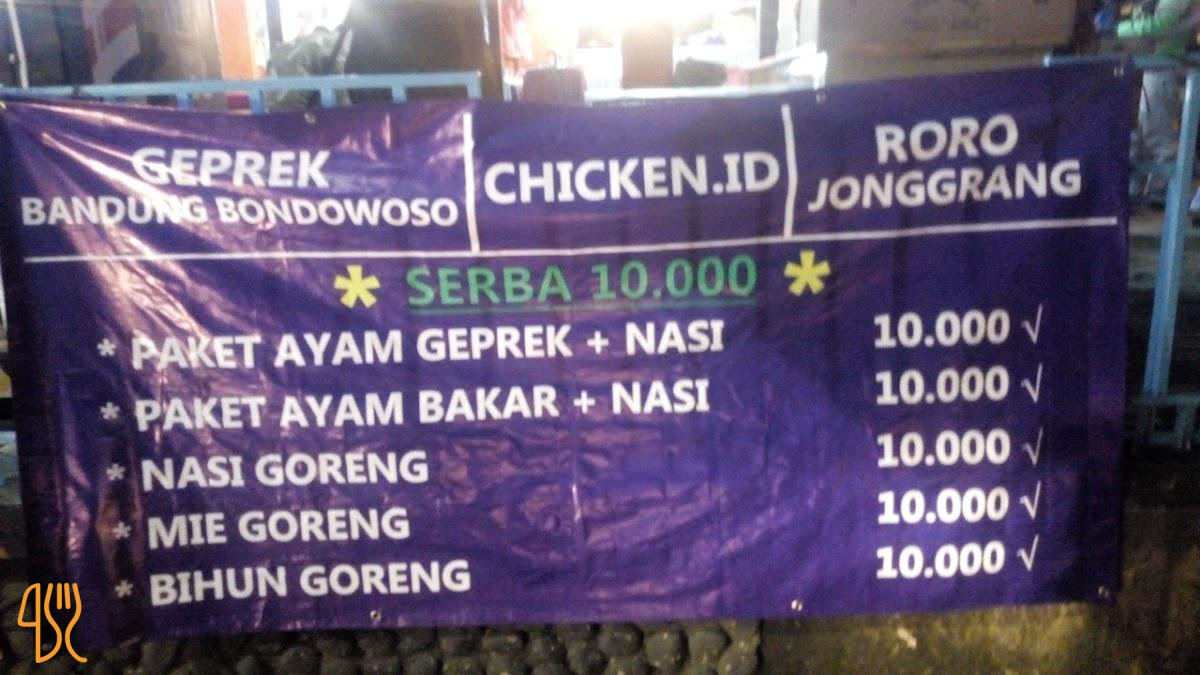 GEPREK
BANDUNG BONDOWOSO
CHICKEN.ID
RORO
JONGGRANG
* SERBA 10.000 *
* PAKET AYAM GEPREK + NASI 10.000 √
* PAKET AYAM BAKAR + NASI 10.000 √
* NASI GORENG 10.000 √
* MIE GORENG 10.000 √
* BIHUN GORENG 10.000 √